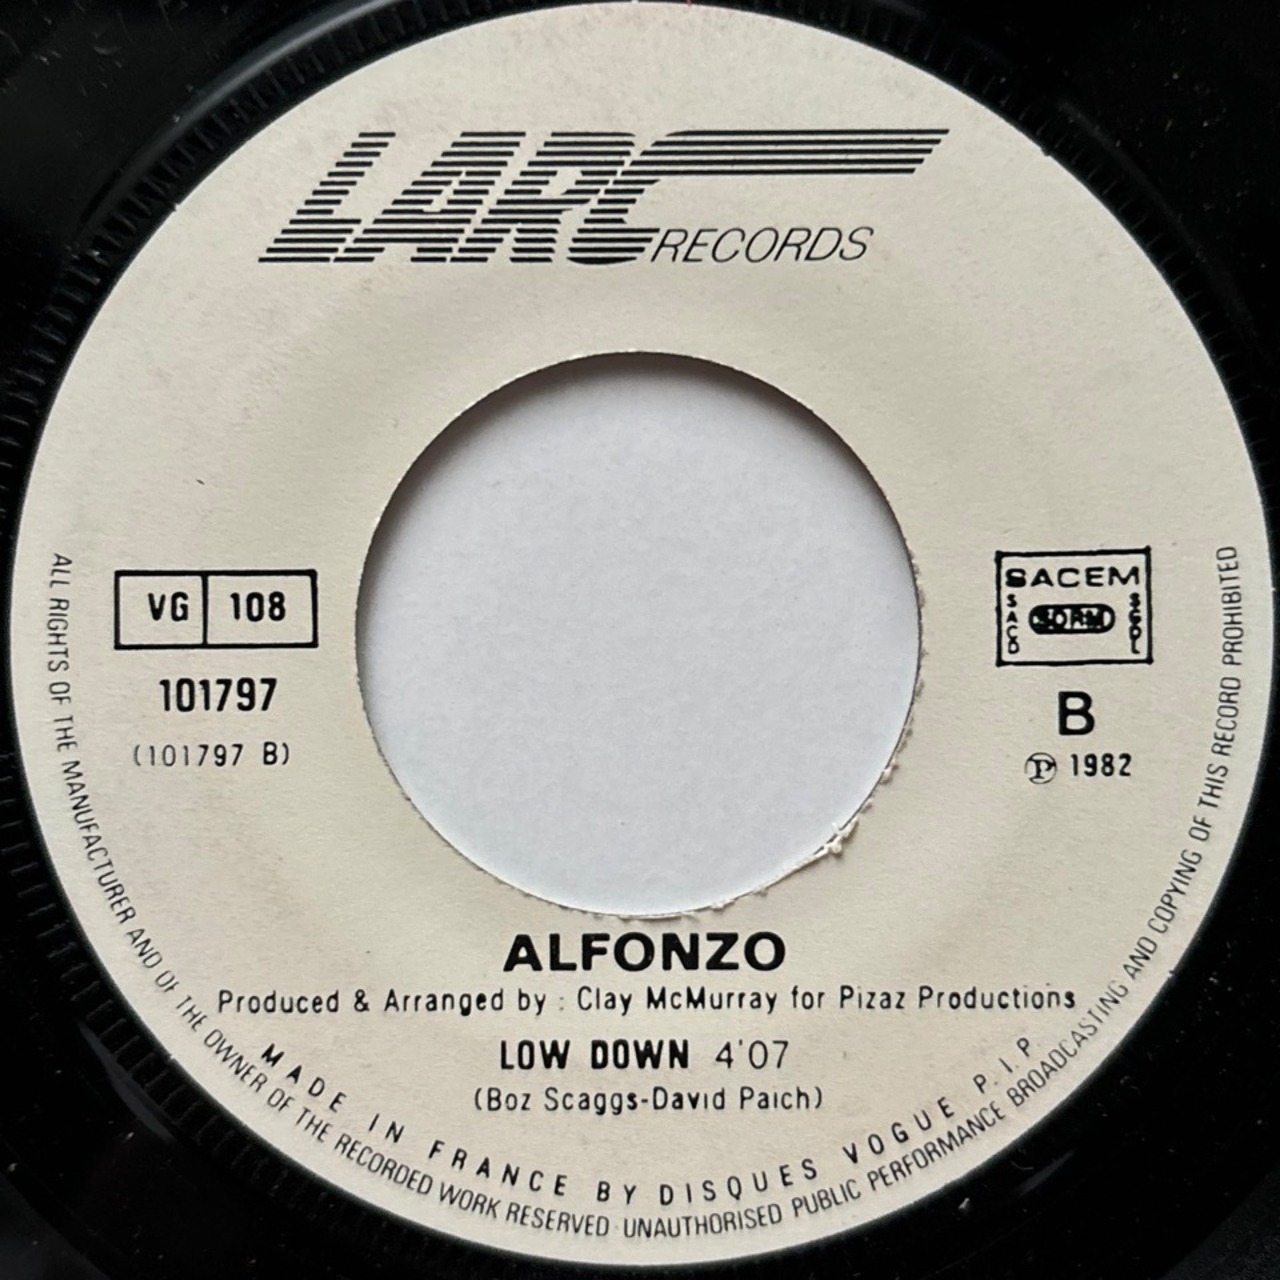 LARC RECORDS
VG 108
101797
(101797 B)
SACEM
SACD SDRM SGDL
B
℗ 1982
ALFONZO
Produced & Arranged by : Clay McMurray for Pizaz Productions
LOW DOWN 4'07
(Boz Scaggs-David Paich)
MADE IN FRANCE BY DISQUES VOGUE P.I.P.
ALL RIGHTS OF THE MANUFACTURER AND OF THE OWNER OF THE RECORDED WORK RESERVED · UNAUTHORISED PUBLIC PERFORMANCE BROADCASTING AND COPYING OF THIS RECORD PROHIBITED